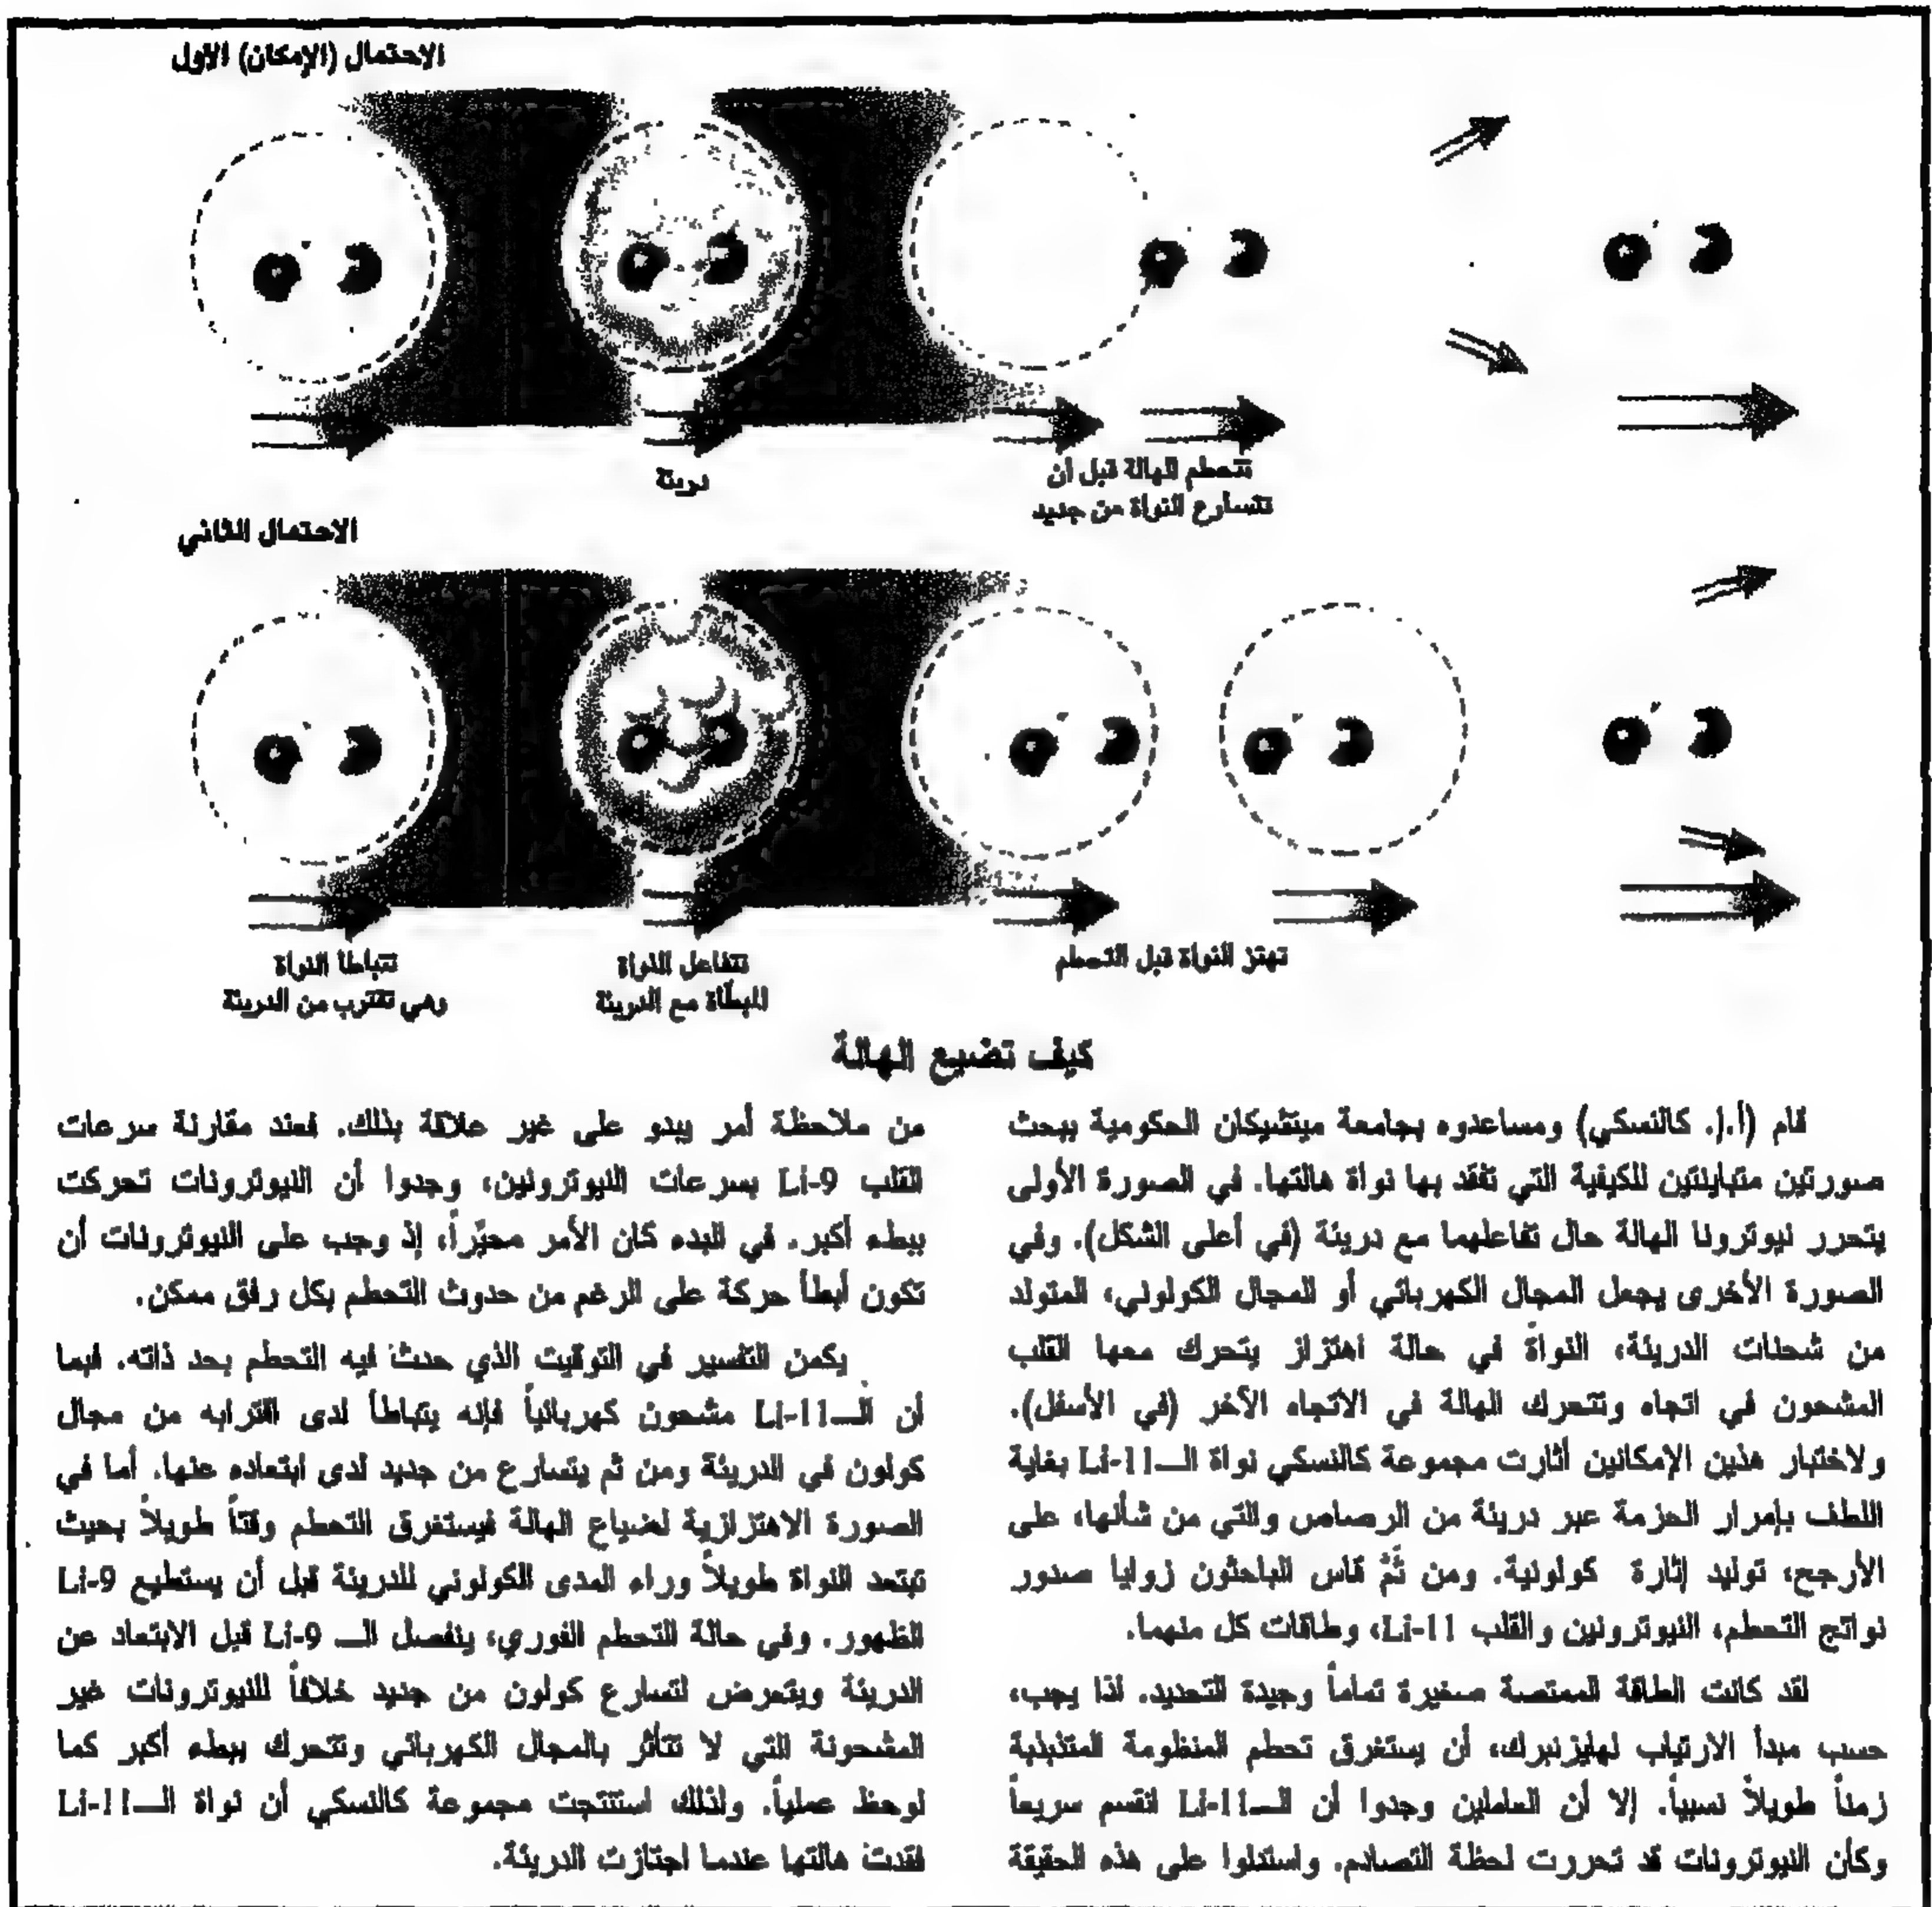 الاحتمال (الإمكان) الأول
دريئة
تتحطم الهالة قبل أن
تتسارع النواة من جديد
الاحتمال الثاني
تتباطأ النواة
وهي تقترب من الدريئة
تتفاعل النواة
المبطّأة مع الدريئة
تهتز النواة قبل التحطم
كيف تضيع الهالة
قام (أ.إ. كالنسكي) ومساعدوه بجامعة ميتشيكان الحكومية ببحث
صورتين متباينتين للكيفية التي تفقد بها نواة هالتها. في الصورة الأولى
يتحرر نيوترونا الهالة حال تفاعلهما مع دريئة (في أعلى الشكل). وفي
الصورة الأخرى يجعل المجال الكهربائي أو المجال الكولوني، المتولد
من شحنات الدريئة، النواةَ في حالة اهتزاز يتحرك معها القلب
المشحون في اتجاه وتتحرك الهالة في الاتجاه الآخر (في الأسفل).
ولاختبار هذين الإمكانين أثارت مجموعة كالنسكي نواة الــLi-11 بغاية
اللطف بإمرار الحزمة عبر دريئة من الرصاص والتي من شأنها، على
الأرجح، توليد إثارة كولونية. ومن ثَمَّ قاس الباحثون زوايا صدور
نواتج التحطم، النيوترونين والقلب Li-11، وطاقات كل منهما.
لقد كانت الطاقة الممتصة صغيرة تماماً وجيدة التحديد. لذا يجب،
حسب مبدأ الارتياب لهايزنبرك، أن يستغرق تحطم المنظومة المتذبذبة
زمناً طويلاً نسبياً. إلا أن العاملين وجدوا أن الــLi-11 انقسم سريعاً
وكأن النيوترونات قد تحررت لحظة التصادم. واستدلوا على هذه الحقيقة
من ملاحظة أمر يبدو على غير علاقة بذلك. فعند مقارنة سرعات
القلب Li-9 بسرعات النيوترونين، وجدوا أن النيوترونات تحركت
ببطء أكبر. في البدء كان الأمر محيّراً، إذ وجب على النيوترونات أن
تكون أبطأ حركة على الرغم من حدوث التحطم بكل رفق ممكن.
يكمن التفسير في التوقيت الذي حدث فيه التحطم بحد ذاته. فبما
أن الــLi-11 مشحون كهربائياً فإنه يتباطأ لدى اقترابه من مجال
كولون في الدريئة ومن ثم يتسارع من جديد لدى ابتعاده عنها. أما في
الصورة الاهتزازية لضياع الهالة فيستغرق التحطم وقتاً طويلاً بحيث
تبتعد النواة طويلاً وراء المدى الكولوني للدريئة قبل أن يستطيع Li-9
الظهور. وفي حالة التحطم الفوري، ينفصل الــ Li-9 قبل الابتعاد عن
الدريئة ويتعرض لتسارع كولون من جديد خلافاً للنيوترونات غير
المشحونة التي لا تتأثر بالمجال الكهربائي وتتحرك ببطء أكبر كما
لوحظ عملياً. ولذلك استنتجت مجموعة كالنسكي أن نواة الــLi-11
فقدت هالتها عندما اجتازت الدريئة.